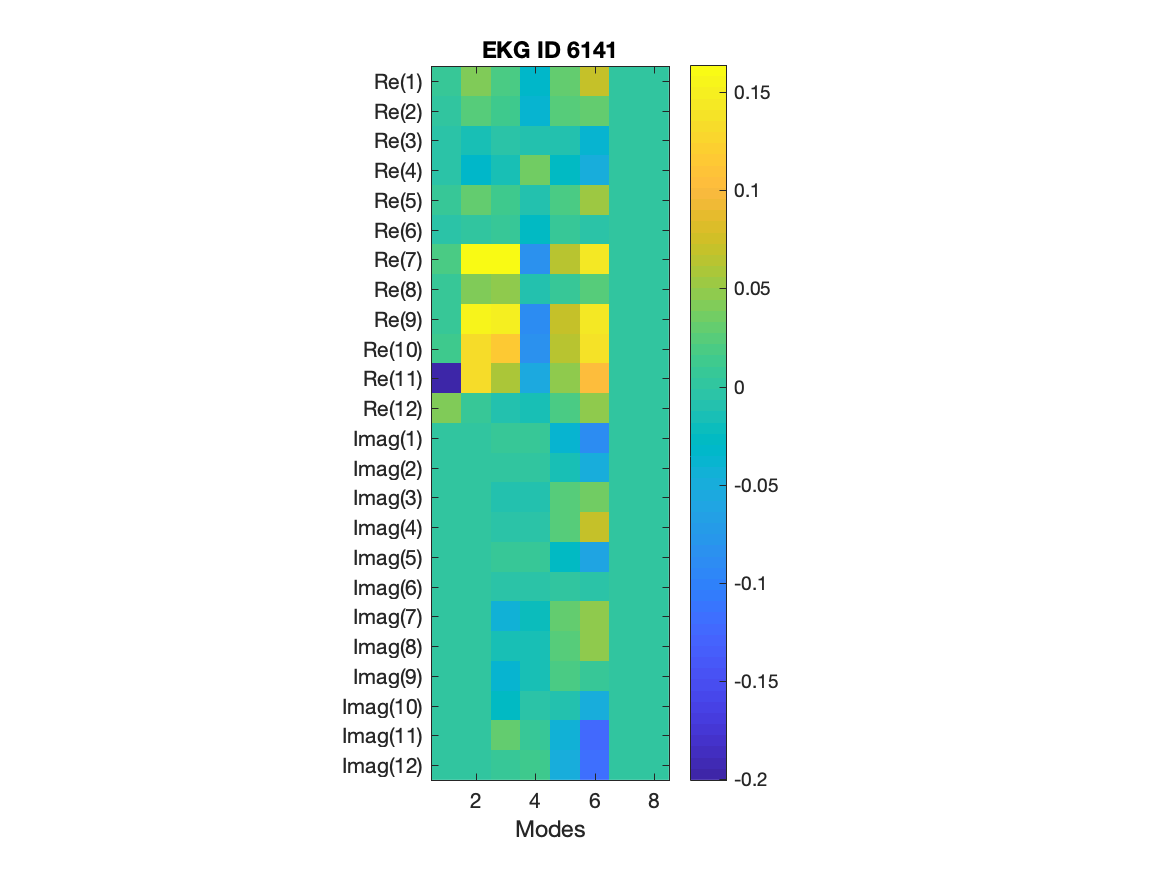 EKG ID 6141
Re(1)
Re(2)
Re(3)
Re(4)
Re(5)
Re(6)
Re(7)
Re(8)
Re(9)
Re(10)
Re(11)
Re(12)
Imag(1)
Imag(2)
Imag(3)
Imag(4)
Imag(5)
Imag(6)
Imag(7)
Imag(8)
Imag(9)
Imag(10)
Imag(11)
Imag(12)
2 4 6 8
Modes
0.15
0.1
0.05
0
-0.05
-0.1
-0.15
-0.2